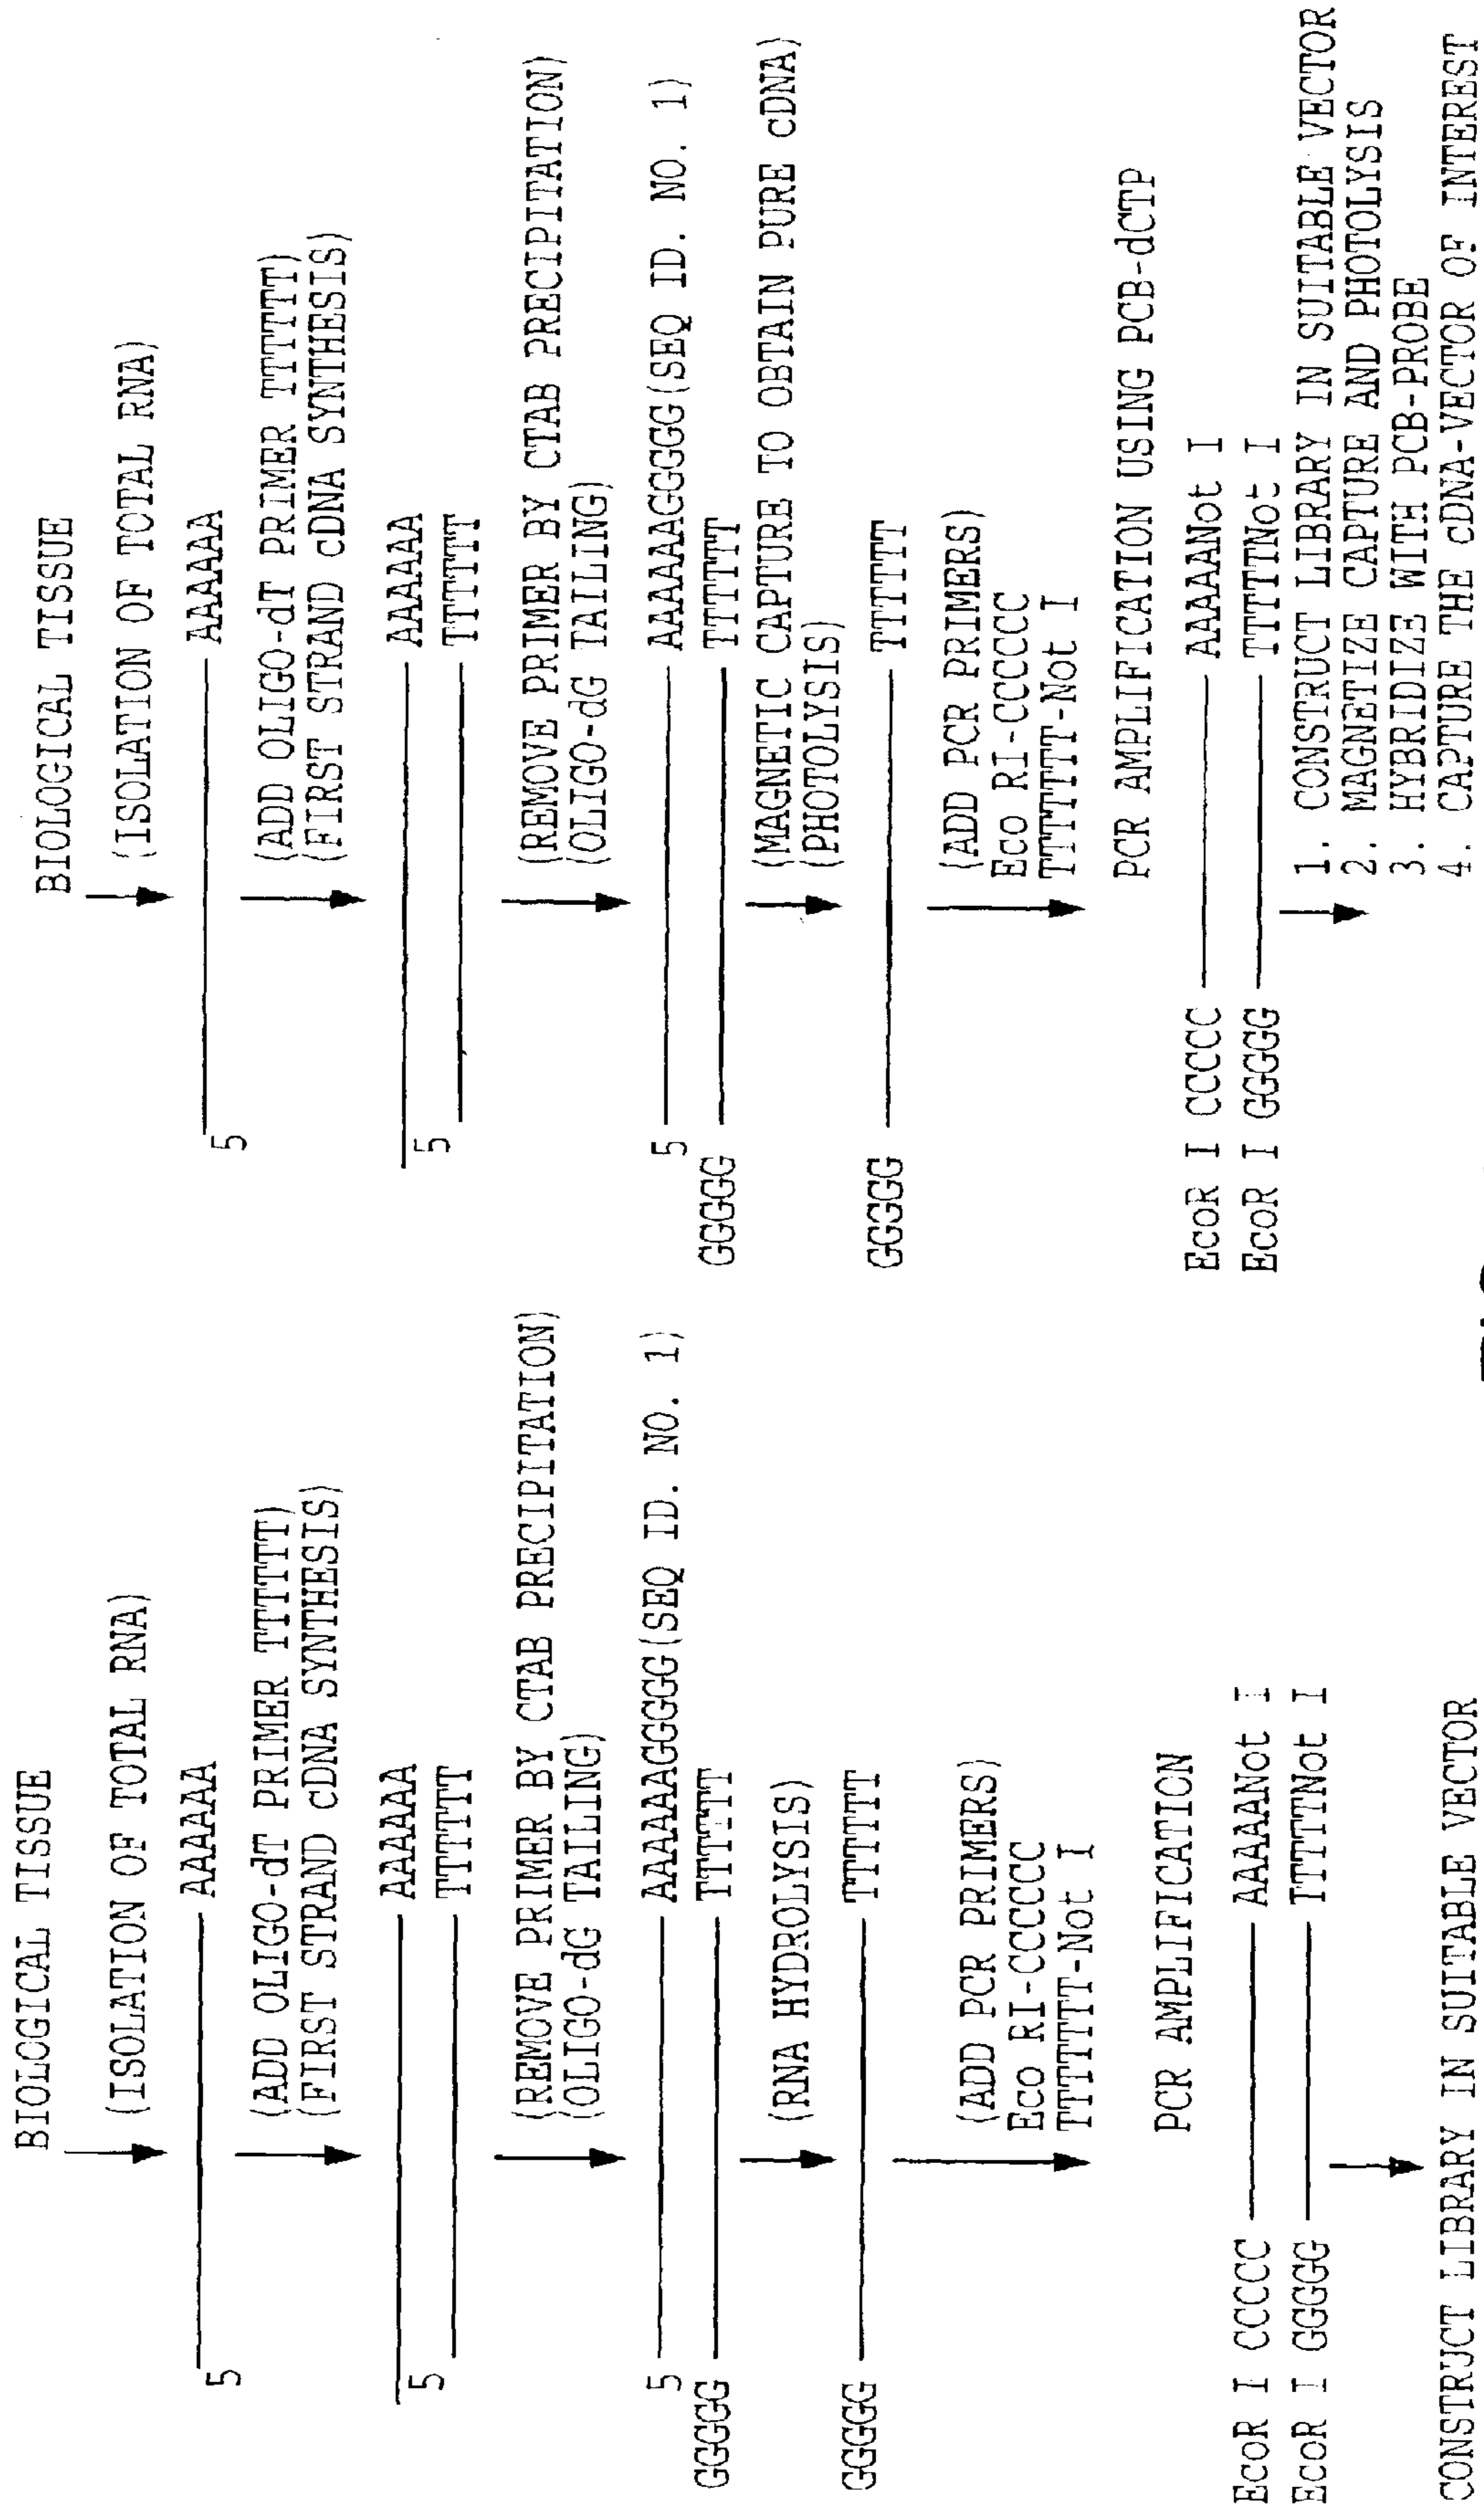 BIOLOGICAL TISSUE
(ISOLATION OF TOTAL RNA)
AAAAAA
5
(ADD OLIGO-dT PRIMER TTTTTT)
(FIRST STRAND cDNA SYNTHESIS)
AAAAAA
5
TTTTTT
(REMOVE PRIMER BY CTAB PRECIPITATION)
(OLIGO-dG TAILING)
5 AAAAAAGGGGG(SEQ ID. NO. 1)
GGGGG TTTTTT
(RNA HYDROLYSIS)
GGGGG TTTTTT
(ADD PCR PRIMERS)
Eco RI-CCCCCC
TTTTTTT-Not I
PCR AMPLIFICATION
EcoR I CCCCC AAAAANot I
EcoR I GGGGG TTTTTNot I
CONSTRUCT LIBRARY IN SUITABLE VECTOR
BIOLOGICAL TISSUE
(ISOLATION OF TOTAL RNA)
AAAAAA
5
(ADD OLIGO-dT PRIMER TTTTTT)
(FIRST STRAND cDNA SYNTHESIS)
AAAAAA
5
TTTTTT
(REMOVE PRIMER BY CTAB PRECIPITATION)
(OLIGO-dG TAILING)
5 AAAAAAGGGGG(SEQ ID. NO. 1)
GGGGG TTTTTT
(MAGNETIC CAPTURE TO OBTAIN PURE cDNA)
(PHOTOLYSIS)
GGGGG TTTTTT
(ADD PCR PRIMERS)
Eco RI-CCCCCC
TTTTTTT-Not I
PCR AMPLIFICATION USING PCB-dCTP
EcoR I CCCCC AAAAANot I
EcoR I GGGGG TTTTTNot I
1. CONSTRUCT LIBRARY IN SUITABLE VECTOR
2. MAGNETIZE CAPTURE AND PHOTOLYSIS
3. HYBRIDIZE WITH PCB-PROBE
4. CAPTURE THE cDNA-VECTOR OF INTEREST